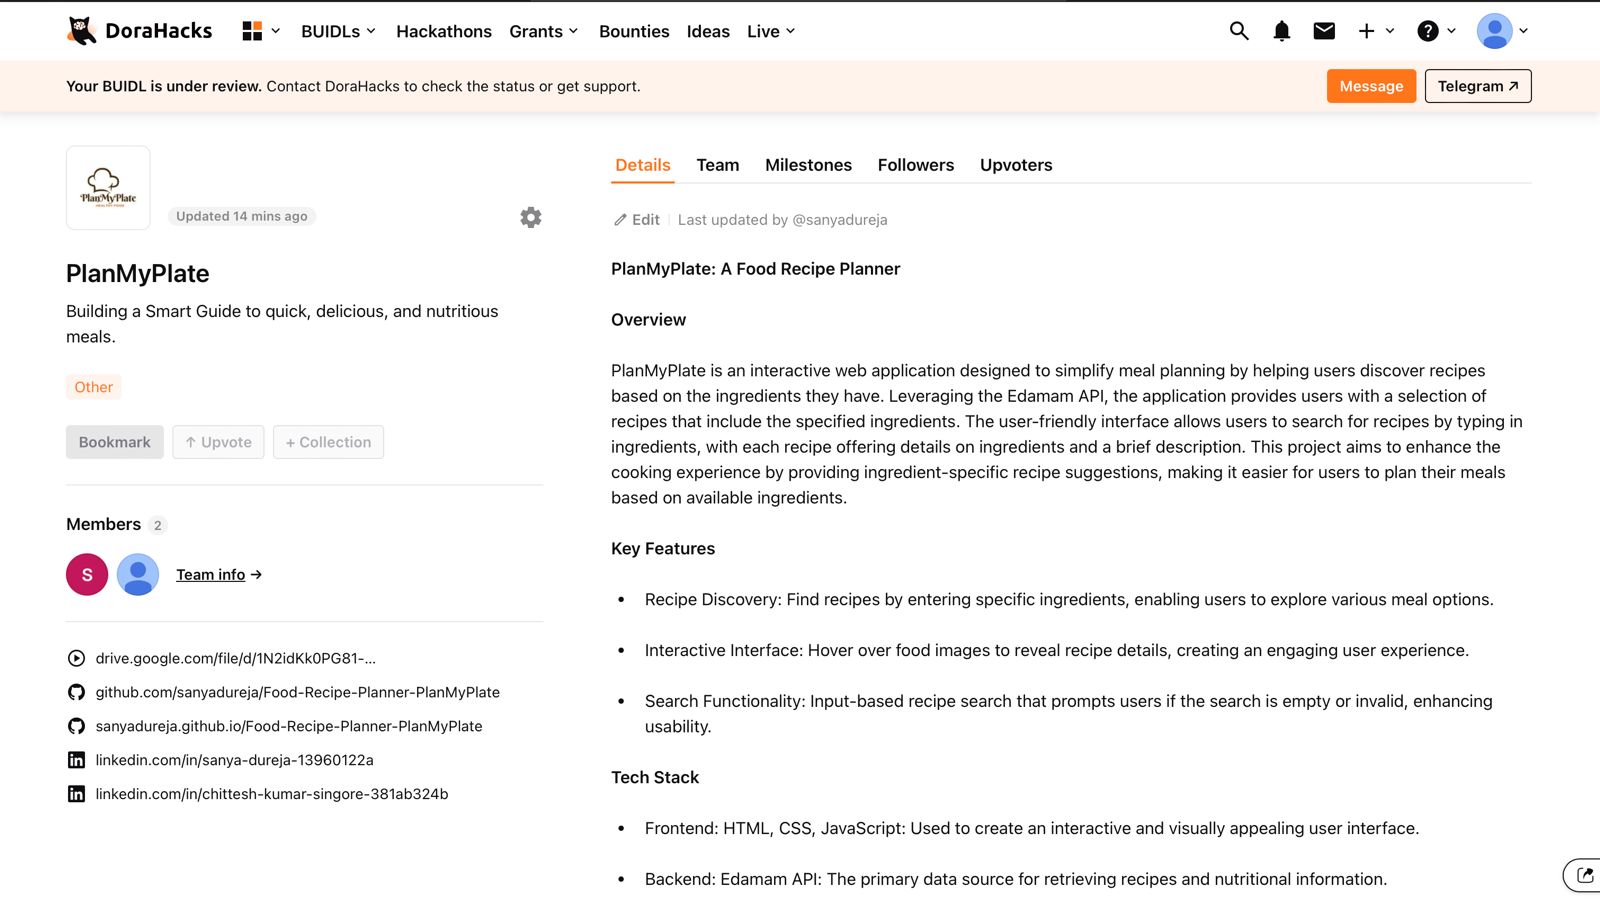 DoraHacks
BUIDLs
Hackathons
Grants
Bounties
Ideas
Live
Your BUIDL is under review. Contact DoraHacks to check the status or get support.
Message
Telegram
PlanMyPlate
Updated 14 mins ago
PlanMyPlate
Building a Smart Guide to quick, delicious, and nutritious
meals.
Other
Bookmark
Upvote
+ Collection
Members 2
S
Team info →
drive.google.com/file/d/1N2idKk0PG81-...
github.com/sanyadureja/Food-Recipe-Planner-PlanMyPlate
sanyadureja.github.io/Food-Recipe-Planner-PlanMyPlate
linkedin.com/in/sanya-dureja-13960122a
linkedin.com/in/chittesh-kumar-singore-381ab324b
Details
Team
Milestones
Followers
Upvoters
Edit
Last updated by @sanyadureja
PlanMyPlate: A Food Recipe Planner
Overview
PlanMyPlate is an interactive web application designed to simplify meal planning by helping users discover recipes
based on the ingredients they have. Leveraging the Edamam API, the application provides users with a selection of
recipes that include the specified ingredients. The user-friendly interface allows users to search for recipes by typing in
ingredients, with each recipe offering details on ingredients and a brief description. This project aims to enhance the
cooking experience by providing ingredient-specific recipe suggestions, making it easier for users to plan their meals
based on available ingredients.
Key Features
• Recipe Discovery: Find recipes by entering specific ingredients, enabling users to explore various meal options.
• Interactive Interface: Hover over food images to reveal recipe details, creating an engaging user experience.
• Search Functionality: Input-based recipe search that prompts users if the search is empty or invalid, enhancing
usability.
Tech Stack
• Frontend: HTML, CSS, JavaScript: Used to create an interactive and visually appealing user interface.
• Backend: Edamam API: The primary data source for retrieving recipes and nutritional information.